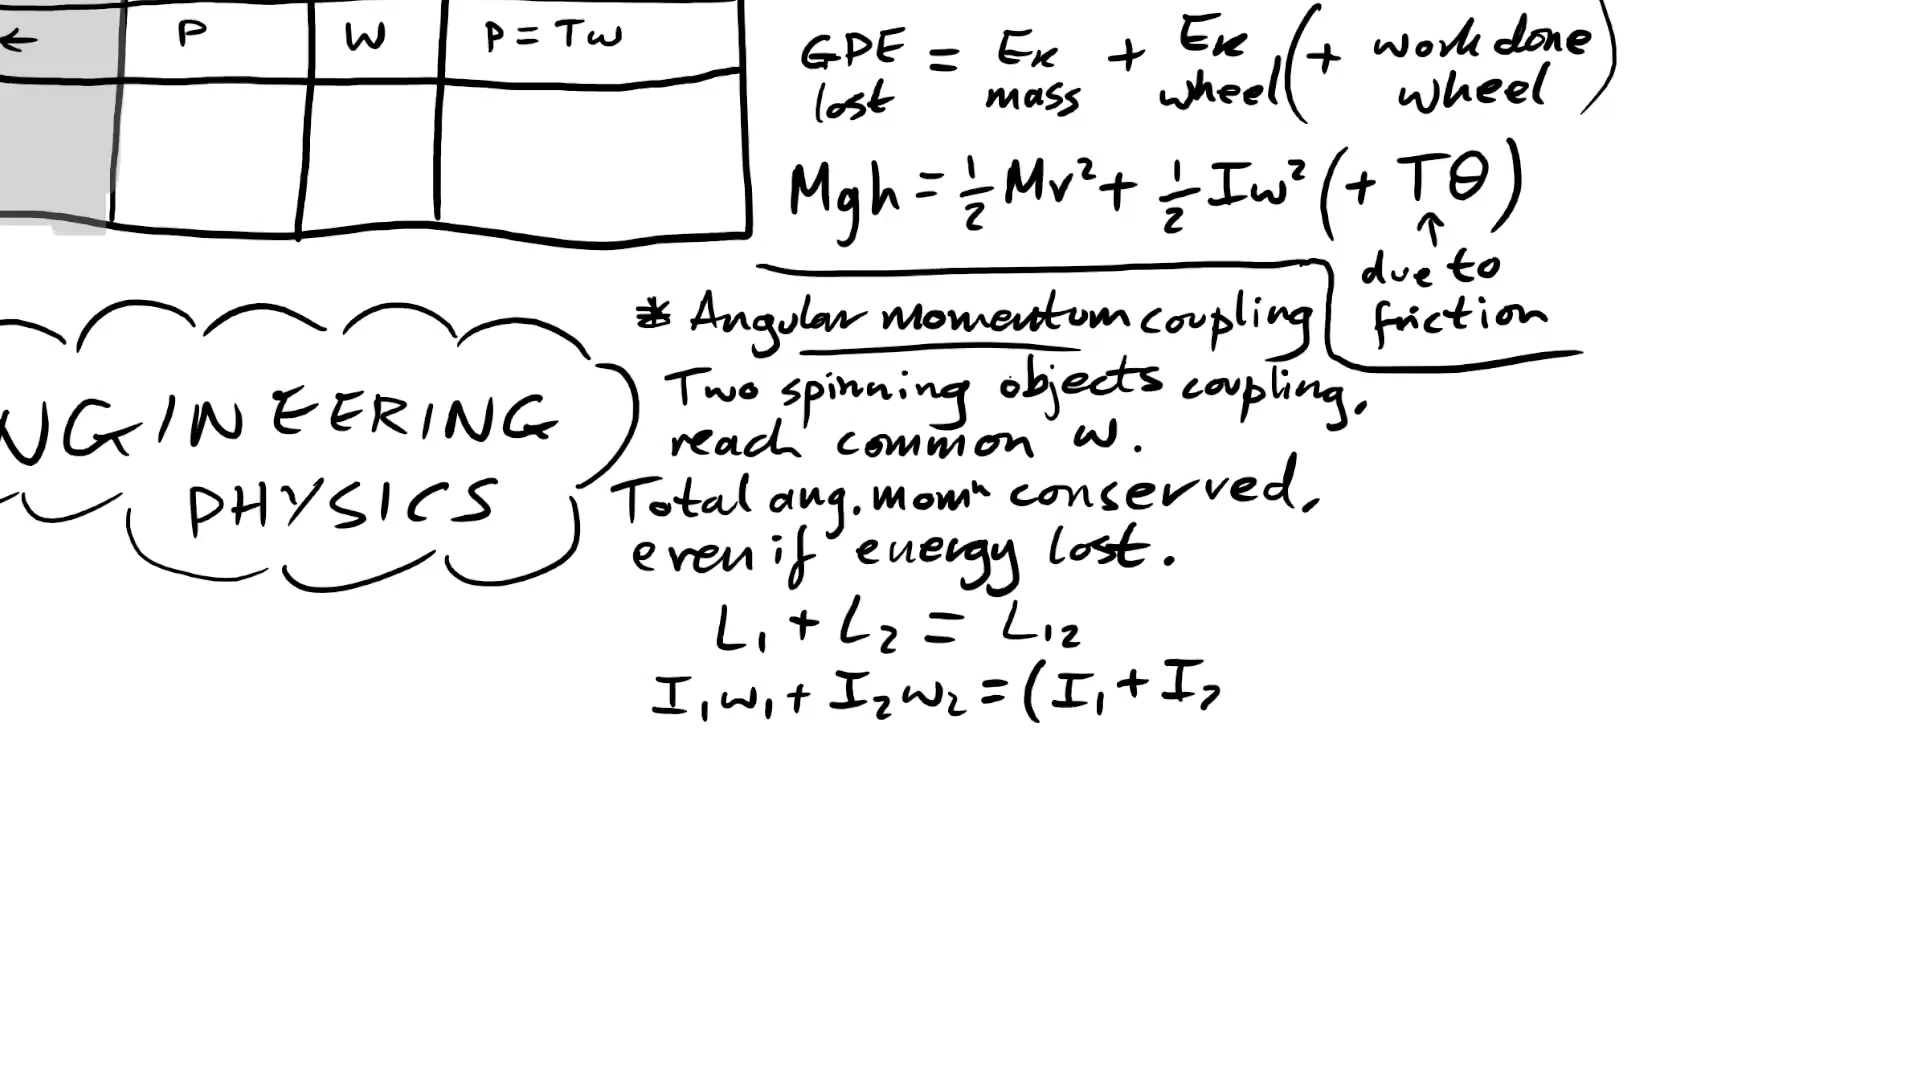 ← P W P = Tω
GPE lost = Eк mass + Eк wheel (+ work done wheel)
Mgh = ½Mv² + ½Iω² (+ Tθ)
↑
due to
friction
* Angular momentum coupling
Two spinning objects coupling,
reach common ω.
NGINEERING
PHYSICS
Total ang. momⁿ conserved,
even if energy lost.
L₁ + L₂ = L₁₂
I₁ω₁ + I₂ω₂ = (I₁ + I₂